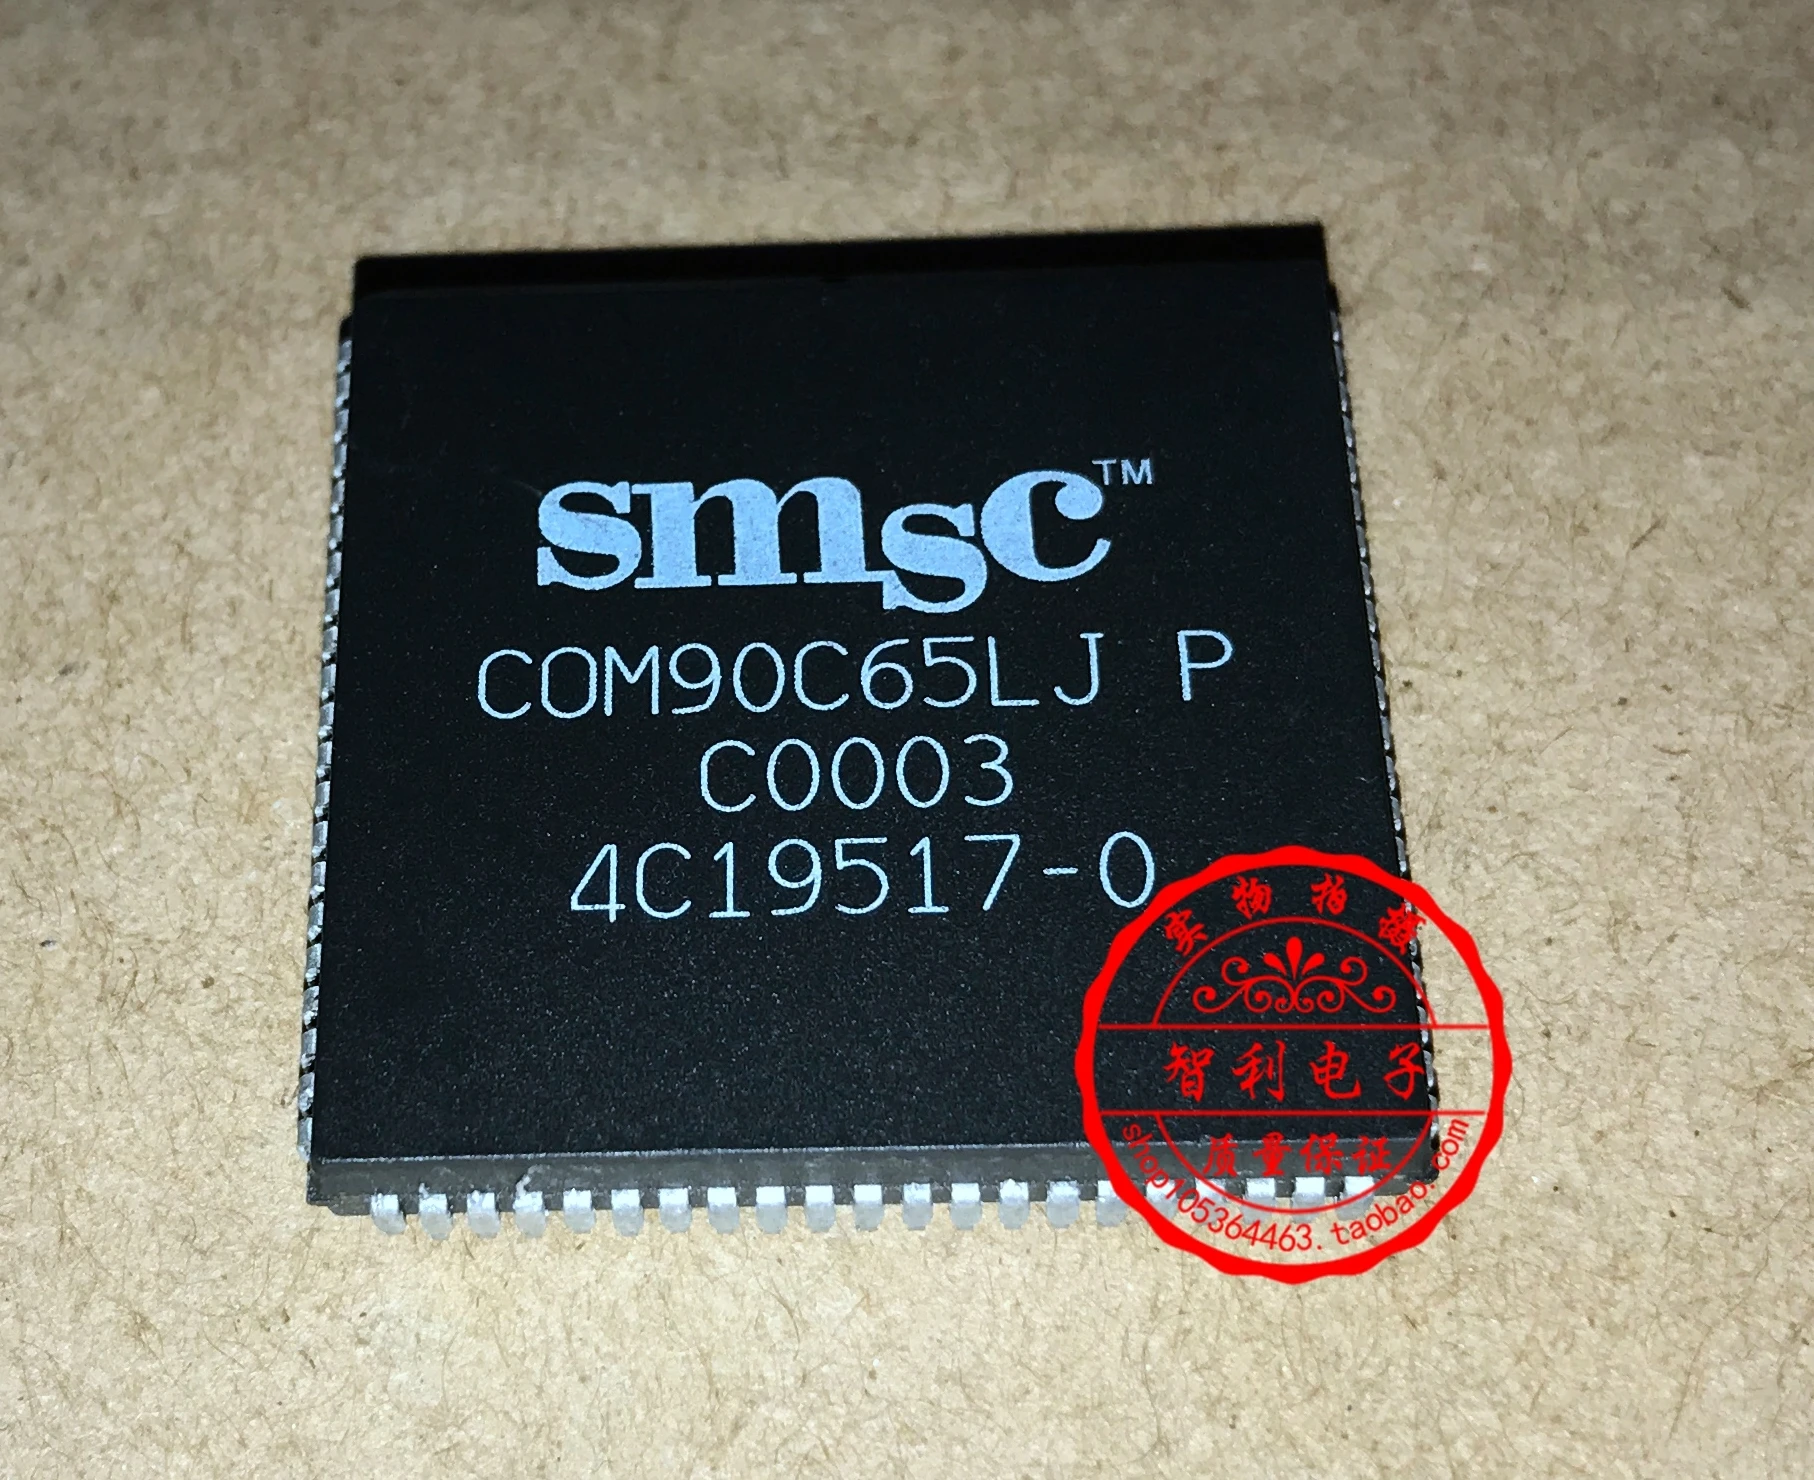 smsc™
COM90C65LJ P
C0003
4C19517-0
实物拍摄
智利电子
质量保证
shop105364463.taobao.com